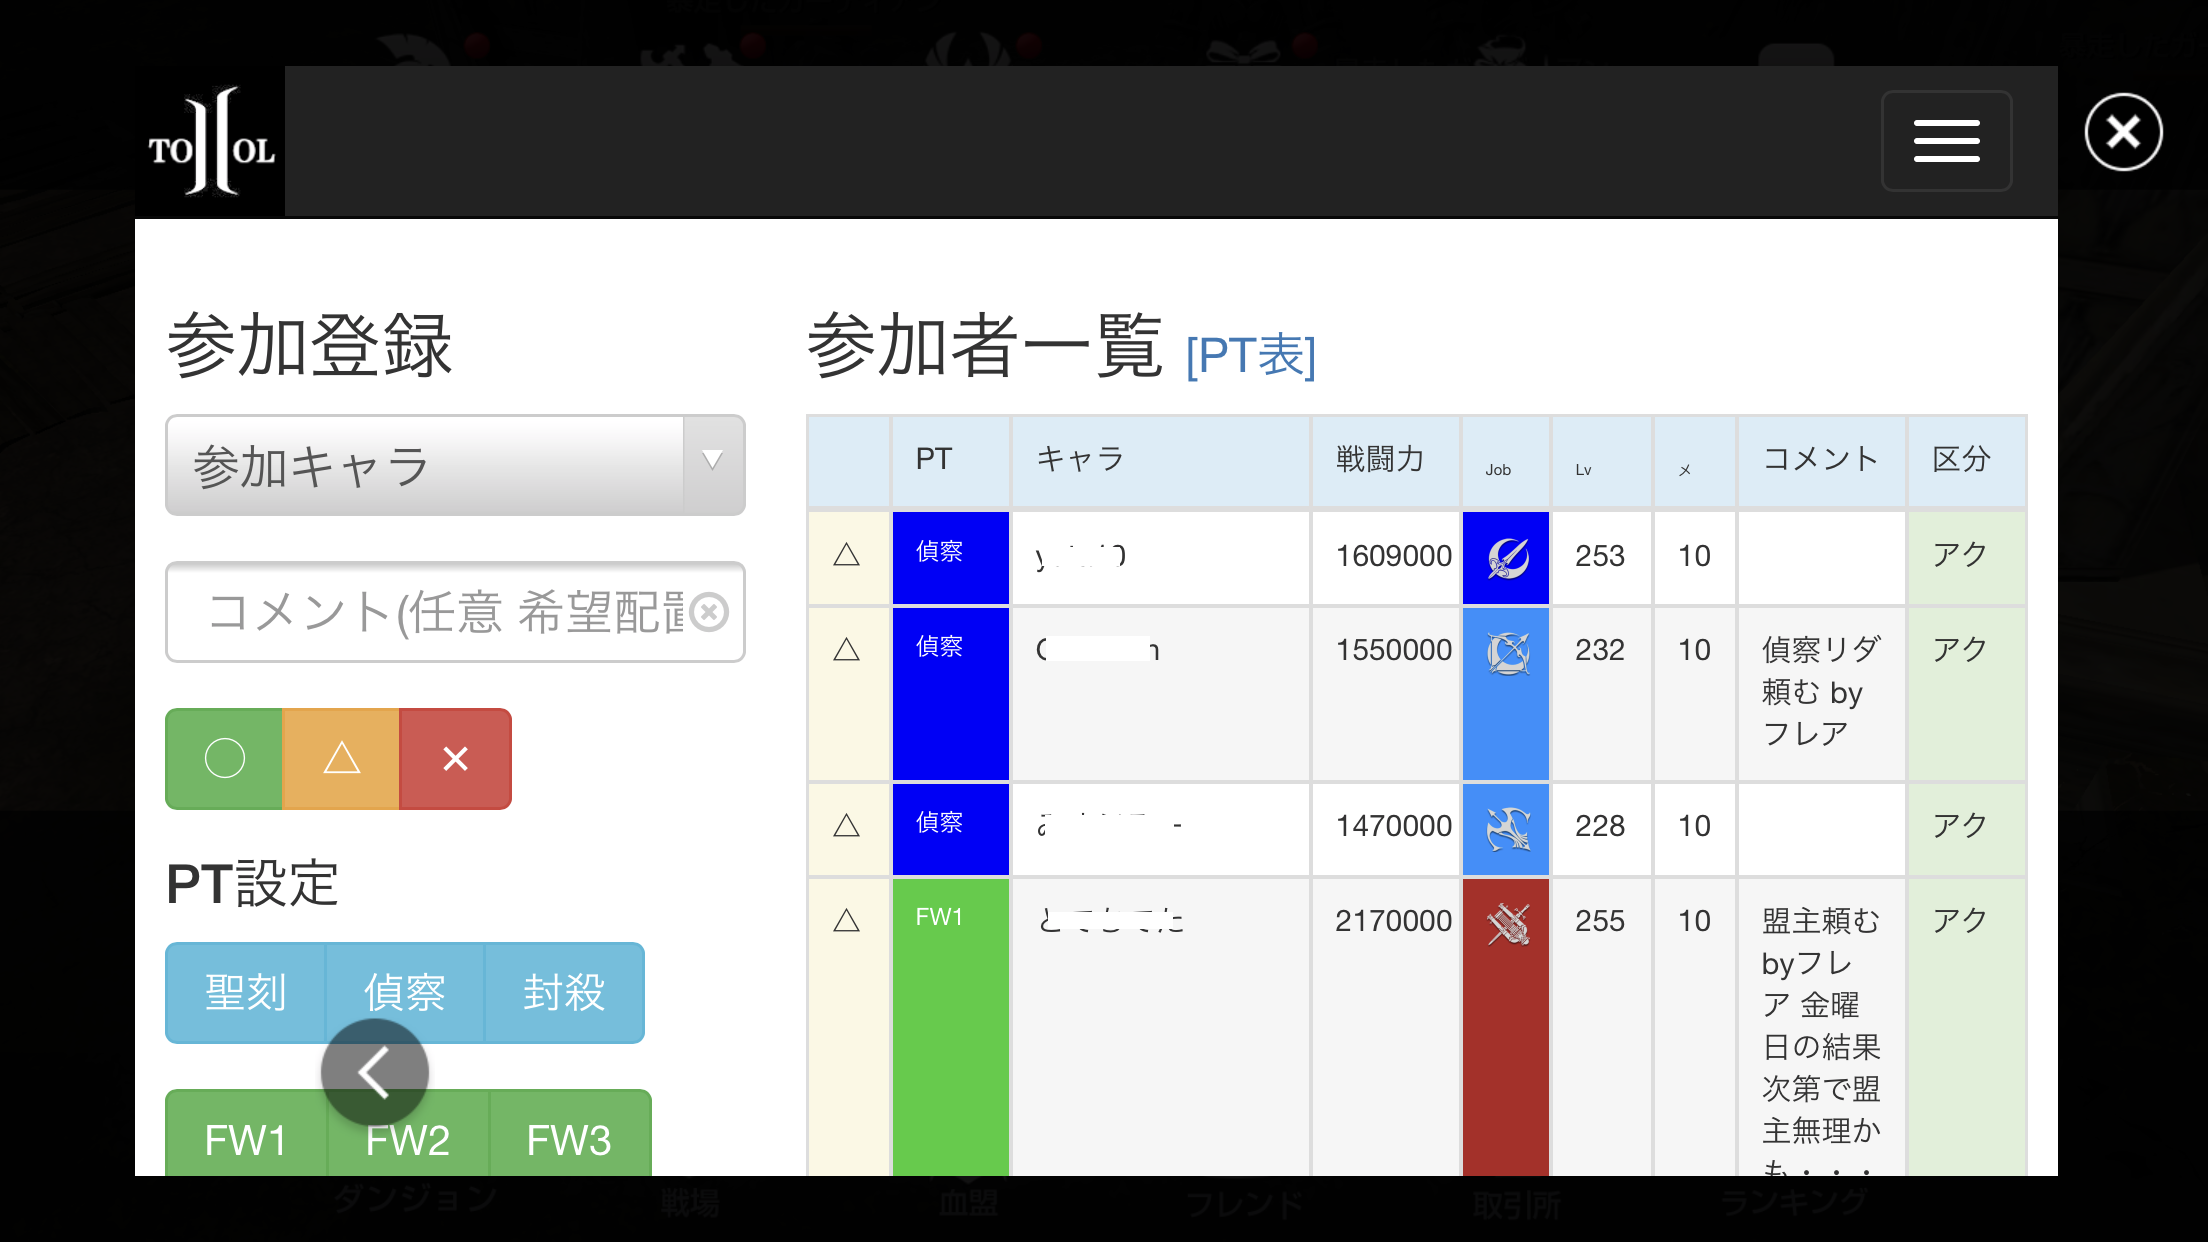 TO OL
参加登録
参加キャラ
コメント(任意 希望配置
◯ △ ✕
PT設定
聖刻 偵察 封殺
FW1 FW2 FW3
参加者一覧 [PT表]
PT キャラ 戦闘力 Job Lv メ コメント 区分
△ 偵察 1609000 253 10 アク
△ 偵察 1550000 232 10 偵察リダ アク
頼む by
フレア
△ 偵察 1470000 228 10 アク
△ FW1 2170000 255 10 盟主頼む アク
byフレ
ア 金曜
日の結果
次第で盟
主無理か
も・・・
ダンジョン 戦場 血盟 フレンド 取引所 ランキング